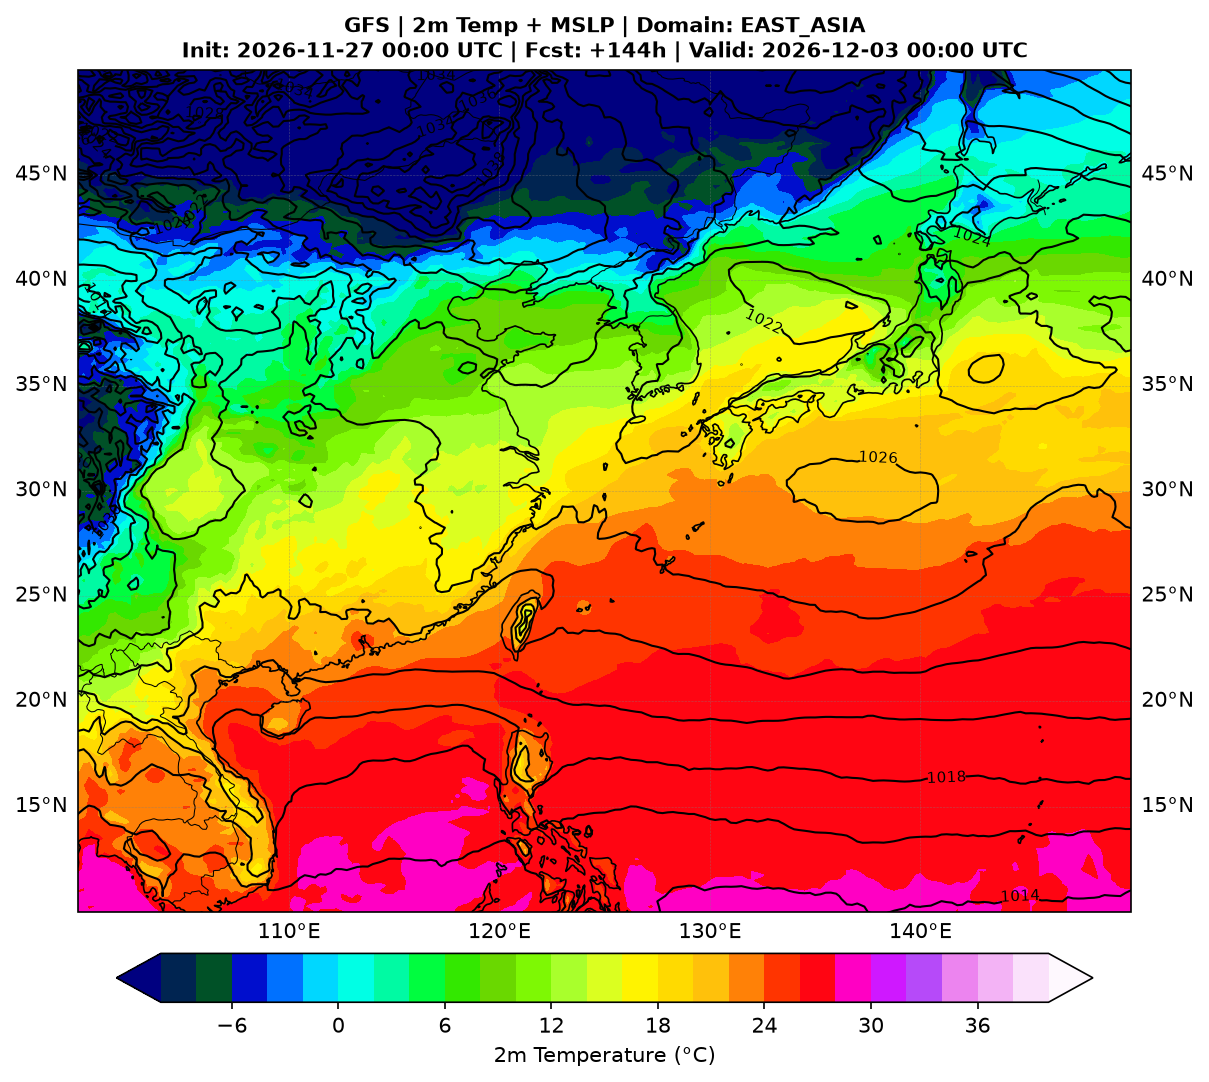 GFS | 2m Temp + MSLP | Domain: EAST_ASIA
Init: 2026-11-27 00:00 UTC | Fcst: +144h | Valid: 2026-12-03 00:00 UTC
45°N 45°N
1024
40°N 40°N
1022
35°N 35°N
1026
30°N 30°N
25°N 25°N
20°N 20°N
1018
15°N 15°N
1014
110°E 120°E 130°E 140°E
−6 0 6 12 18 24 30 36
2m Temperature (°C)